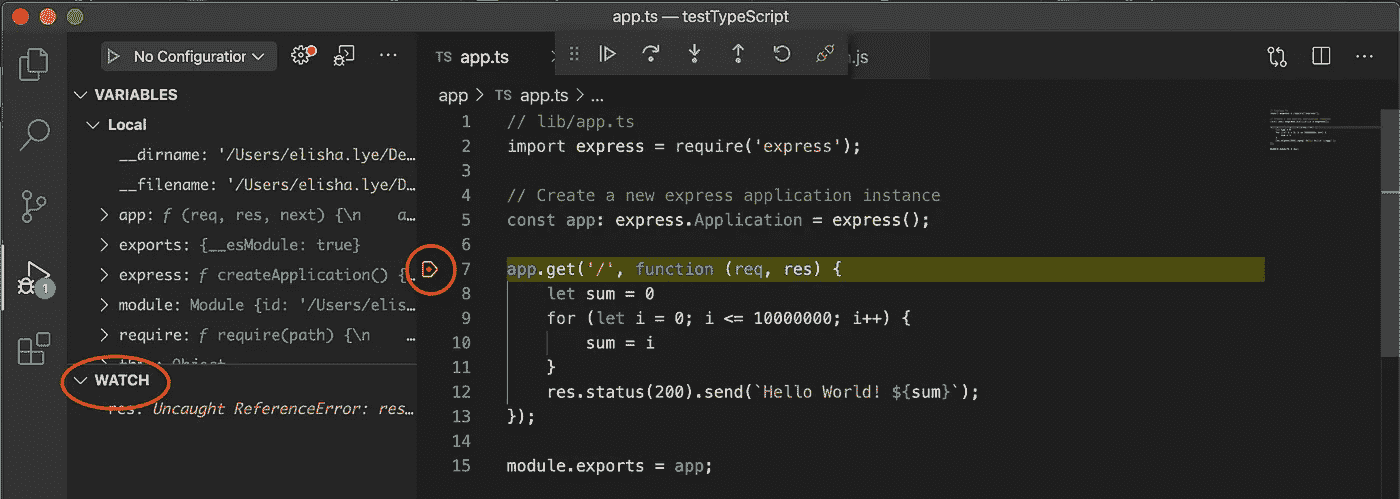 app.ts — testTypeScript
No Configuration
TS app.ts
.js
VARIABLES
Local
__dirname: '/Users/elisha.lye/De…
__filename: '/Users/elisha.lye/D…
app: ƒ (req, res, next) {\n    a…
exports: {__esModule: true}
express: ƒ createApplication() {…
module: Module {id: '/Users/elis…
require: ƒ require(path) {\n    …
WATCH
res: Uncaught ReferenceError: res…
1
app > TS app.ts > ...
1 // lib/app.ts
2 import express = require('express');
3
4 // Create a new express application instance
5 const app: express.Application = express();
6
7 app.get('/', function (req, res) {
8     let sum = 0
9     for (let i = 0; i <= 10000000; i++) {
10         sum = i
11     }
12     res.status(200).send(`Hello World! ${sum}`);
13 });
14
15 module.exports = app;